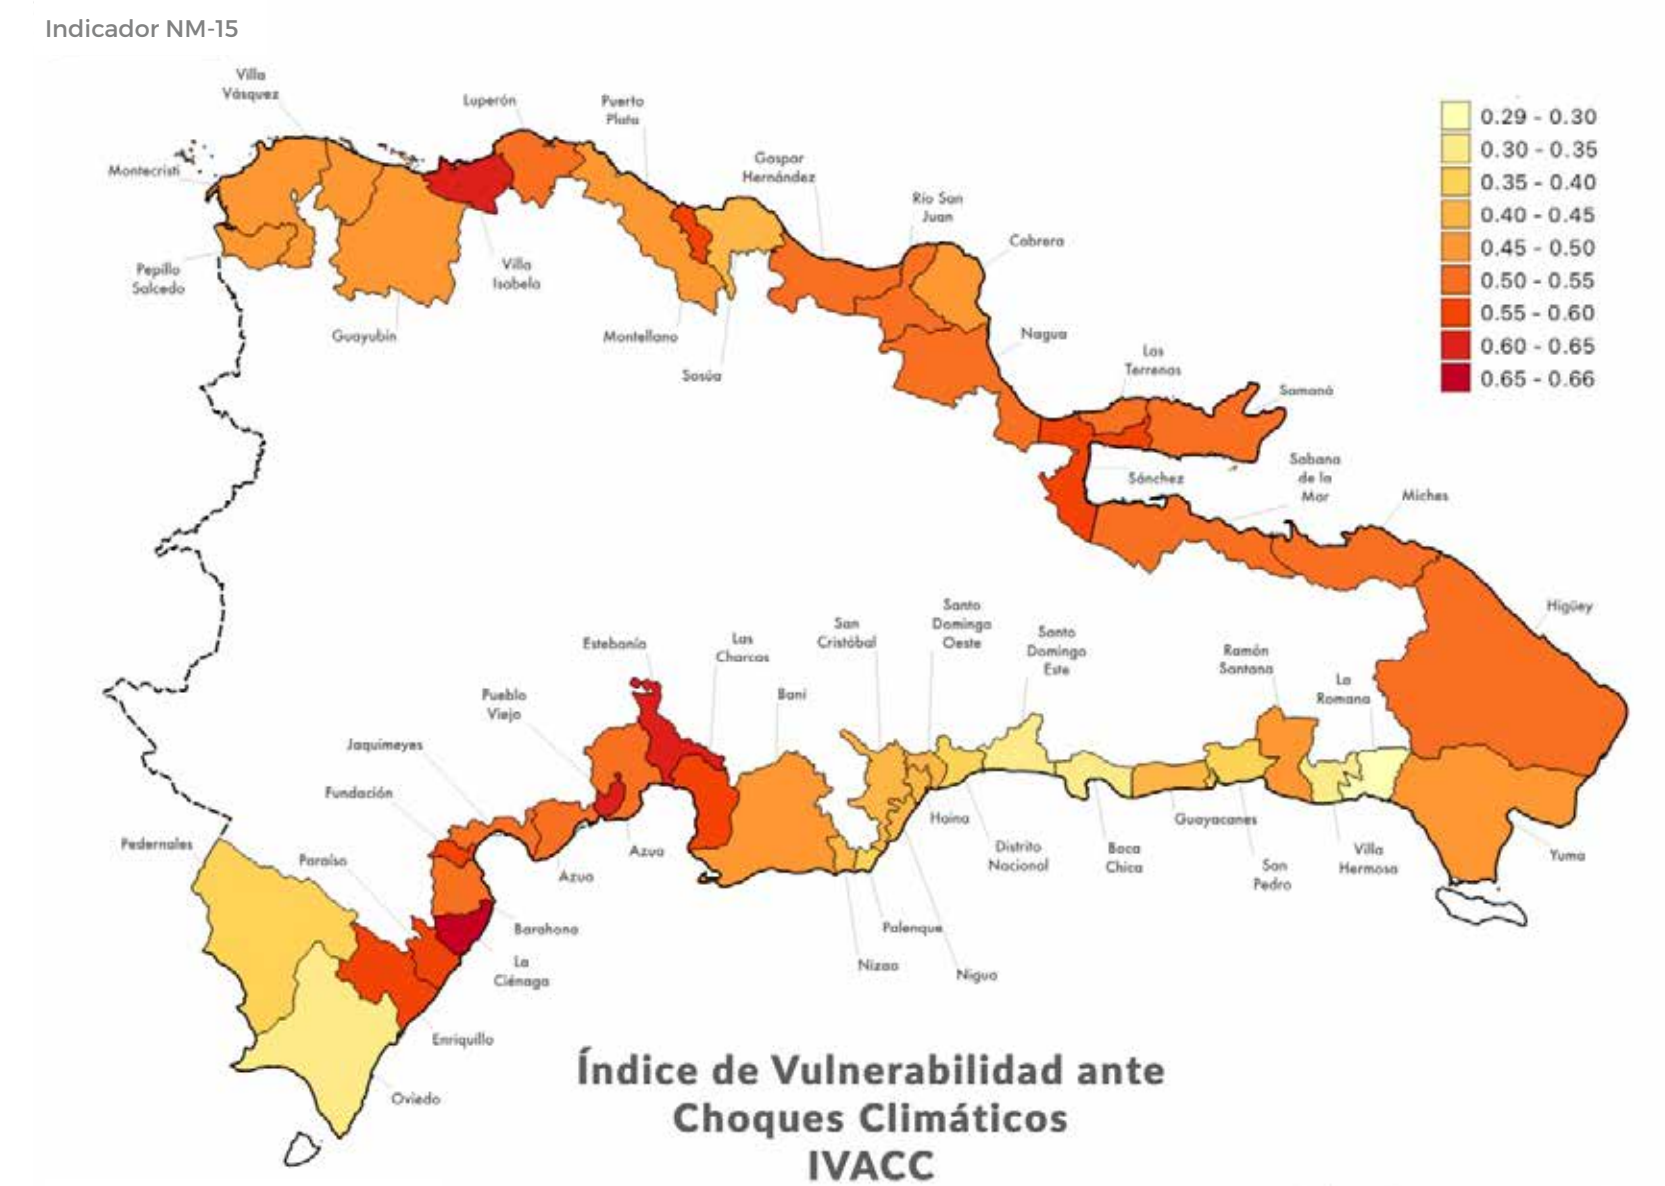 Indicador NM-15
Villa
Vásquez
Luperón
Puerto
Plata
Gaspar
Hernández
Montecristi
Río San
Juan
Cabrera
Pepillo
Salcedo
Villa
Isabela
Guayubín
Montellano
Sosúa
Nagua
Las
Terrenas
Samaná
Sánchez
Sabana
de la
Mar
Miches
Higüey
0.29 - 0.30
0.30 - 0.35
0.35 - 0.40
0.40 - 0.45
0.45 - 0.50
0.50 - 0.55
0.55 - 0.60
0.60 - 0.65
0.65 - 0.66
Estebanía
Las
Charcas
Pueblo
Viejo
Baní
San
Cristóbal
Santo
Domingo
Oeste
Santo
Domingo
Este
Ramón
Santana
La
Romana
Jaquimeyes
Fundación
Pedernales
Paraíso
Azua
Azua
Haina
Distrito
Nacional
Boca
Chica
Guayacanes
San
Pedro
Villa
Hermosa
Yuma
Barahona
La
Ciénaga
Palenque
Nizao
Nigua
Enriquillo
Oviedo
Índice de Vulnerabilidad ante
Choques Climáticos
IVACC